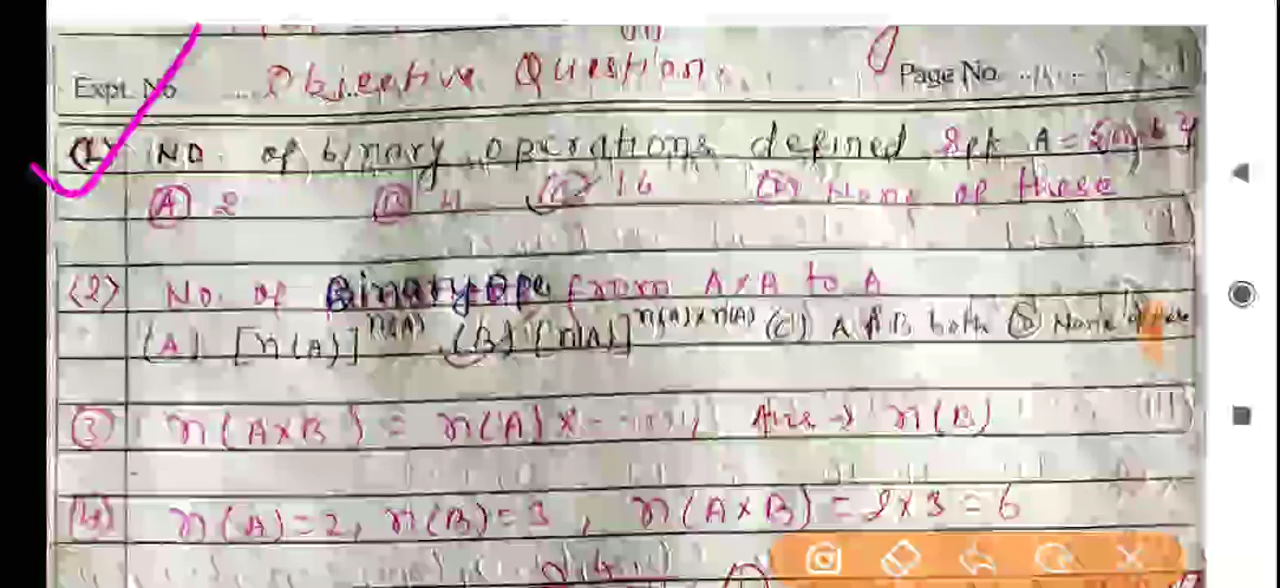 Expt. No. Objective Question Page No.
(1) NO. of binary operations defined set A = {a, b}
(A) 2 (B) 4 (C) 16 (D) None of these
(2) No. of Binary ope from A×A to A
(A) [n(A)]^n(A) (B) [n(A)]^n(A)×n(A) (C) A & B both (D) None of these
(3) n(A×B) = n(A)× Ans → n(B)
(4) n(A)=2, n(B)=3, n(A×B) = 2×3 = 6